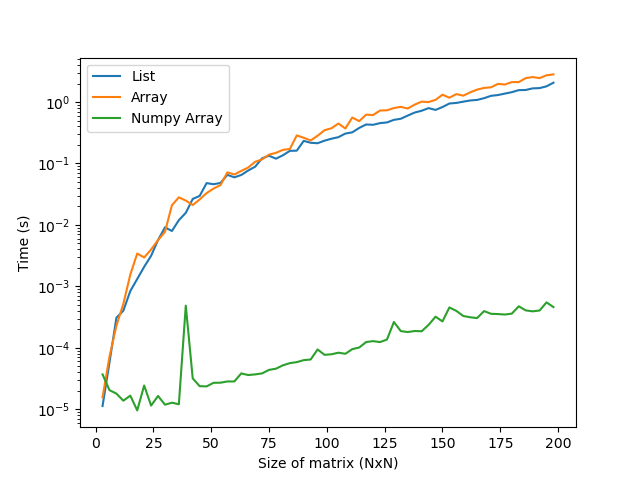 List
Array
Numpy Array
Time (s)
10⁰
10⁻¹
10⁻²
10⁻³
10⁻⁴
10⁻⁵
0 25 50 75 100 125 150 175 200
Size of matrix (NxN)